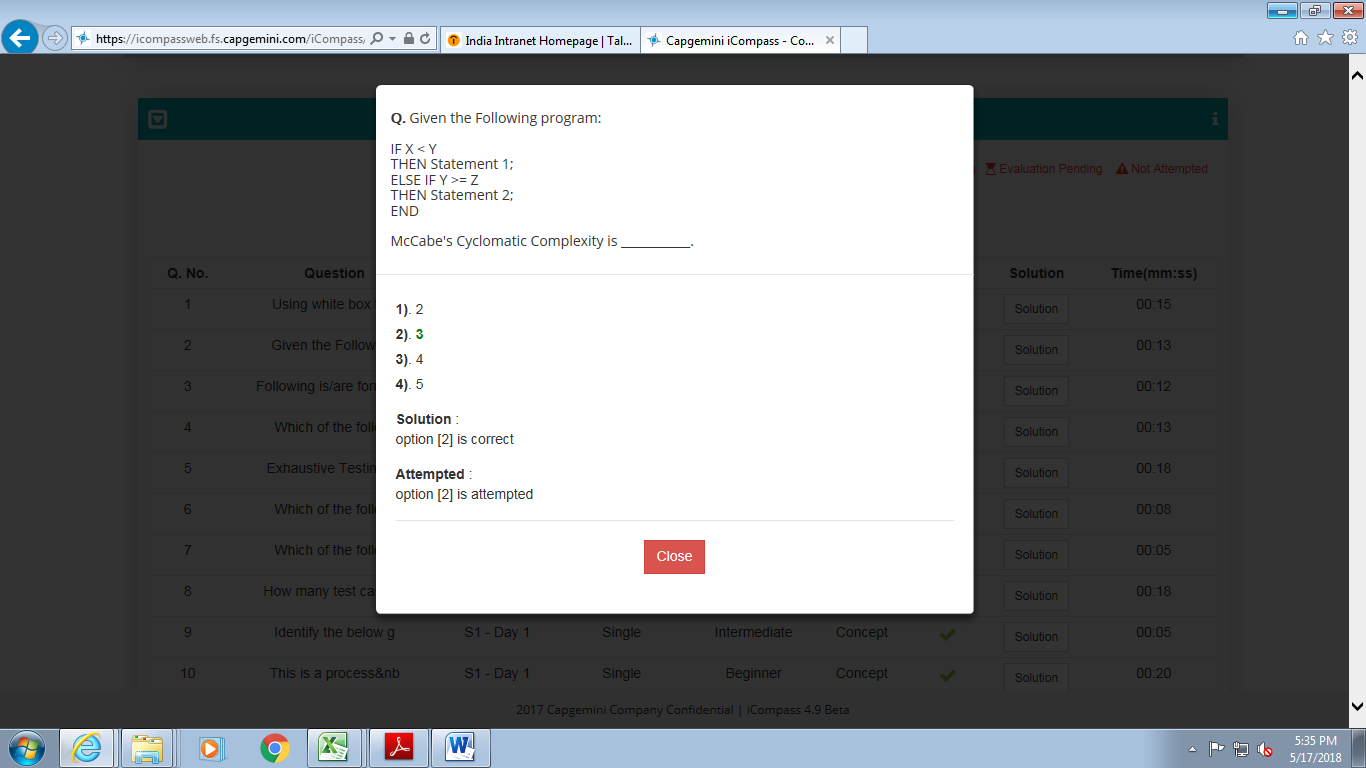 https://icompassweb.fs.capgemini.com/iCompass,
India Intranet Homepage | Tal...
Capgemini iCompass - Co...
Q. Given the Following program:
IF X < Y
THEN Statement 1;
ELSE IF Y >= Z
THEN Statement 2;
END
McCabe's Cyclomatic Complexity is __________.
1). 2
2). 3
3). 4
4). 5
Solution :
option [2] is correct
Attempted :
option [2] is attempted
Close
Evaluation Pending Not Attempted
Q. No. Question Solution Time(mm:ss)
1 Using white box Solution 00:15
2 Given the Follow Solution 00:13
3 Following is/are for Solution 00:12
4 Which of the foll Solution 00:13
5 Exhaustive Testin Solution 00:18
6 Which of the foll Solution 00:08
7 Which of the foll Solution 00:05
8 How many test ca Solution 00:18
9 Identify the below g S1 - Day 1 Single Intermediate Concept Solution 00:05
10 This is a process&nb S1 - Day 1 Single Beginner Concept Solution 00:20
2017 Capgemini Company Confidential | iCompass 4.9 Beta
5:35 PM
5/17/2018